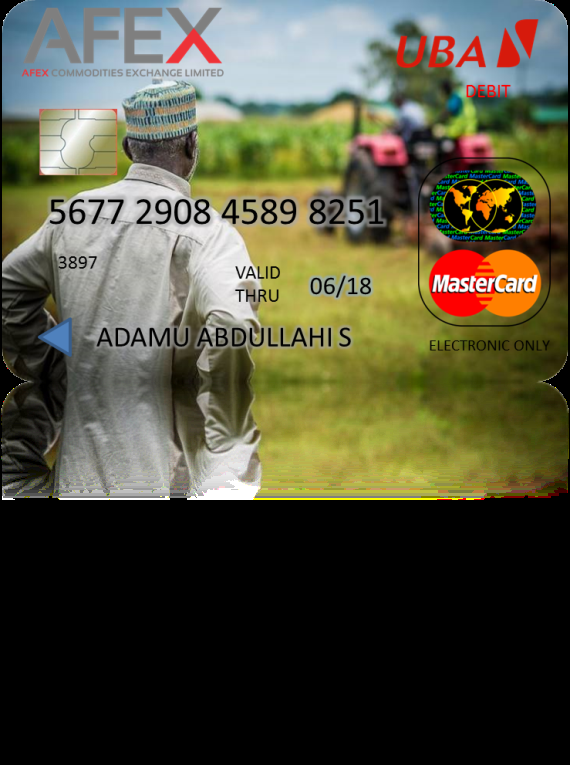 AFEX
AFEX COMMODITIES EXCHANGE LIMITED
UBA
DEBIT
5677 2908 4589 8251
3897
VALID
THRU
06/18
MasterCard
ADAMU ABDULLAHI S
ELECTRONIC ONLY